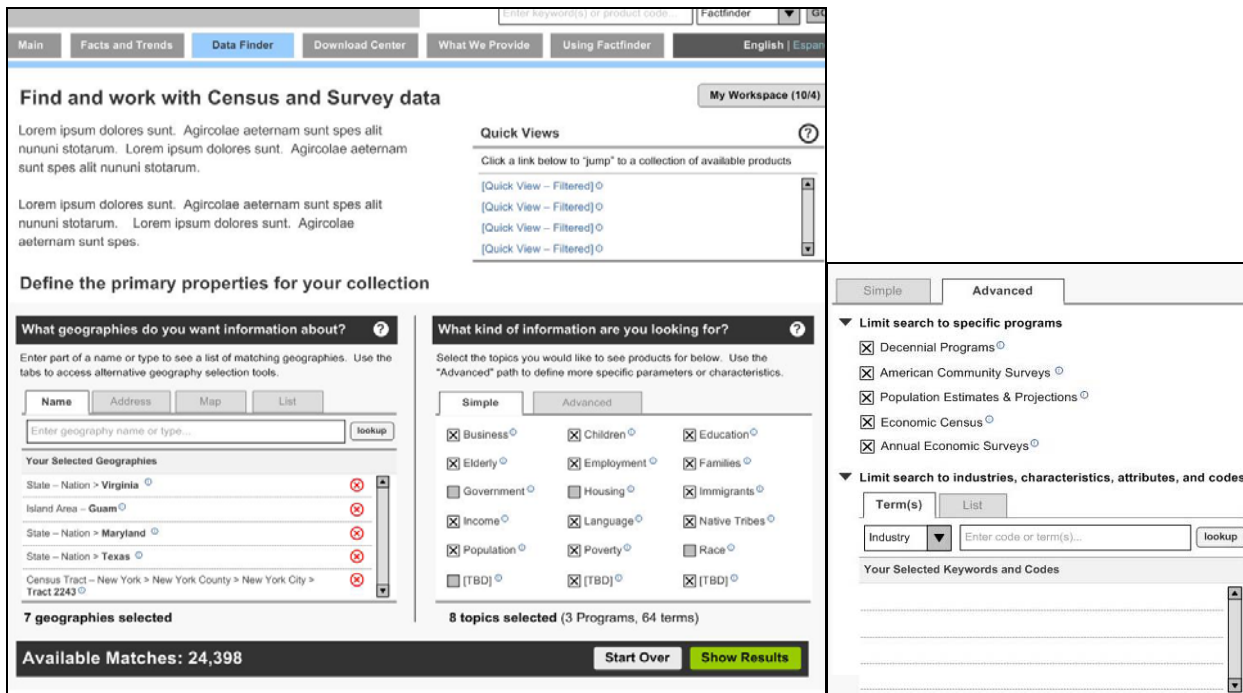 Enter keyword(s) or product code... Factfinder GO
Main Facts and Trends Data Finder Download Center What We Provide Using Factfinder English | Espan
Find and work with Census and Survey data
My Workspace (10/4)
Lorem ipsum dolores sunt. Agircolae aeternam sunt spes alit
nununi stotarum. Lorem ipsum dolores sunt. Agircolae aeternam
sunt spes alit nununi stotarum.
Lorem ipsum dolores sunt. Agircolae aeternam sunt spes alit
nununi stotarum. Lorem ipsum dolores sunt. Agircolae
aeternam sunt spes.
Quick Views ?
Click a link below to "jump" to a collection of available products
[Quick View – Filtered]
[Quick View – Filtered]
[Quick View – Filtered]
[Quick View – Filtered]
Define the primary properties for your collection
What geographies do you want information about? ?
Enter part of a name or type to see a list of matching geographies. Use the
tabs to access alternative geography selection tools.
Name Address Map List
Enter geography name or type... lookup
Your Selected Geographies
State – Nation > Virginia
Island Area – Guam
State – Nation > Maryland
State – Nation > Texas
Census Tract – New York > New York County > New York City >
Tract 2243
7 geographies selected
What kind of information are you looking for? ?
Select the topics you would like to see products for below. Use the
"Advanced" path to define more specific parameters or characteristics.
Simple Advanced
Business Children Education
Elderly Employment Families
Government Housing Immigrants
Income Language Native Tribes
Population Poverty Race
[TBD] [TBD] [TBD]
8 topics selected (3 Programs, 64 terms)
Available Matches: 24,398 Start Over Show Results
Simple Advanced
Limit search to specific programs
Decennial Programs
American Community Surveys
Population Estimates & Projections
Economic Census
Annual Economic Surveys
Limit search to industries, characteristics, attributes, and codes
Term(s) List
Industry Enter code or term(s)... lookup
Your Selected Keywords and Codes